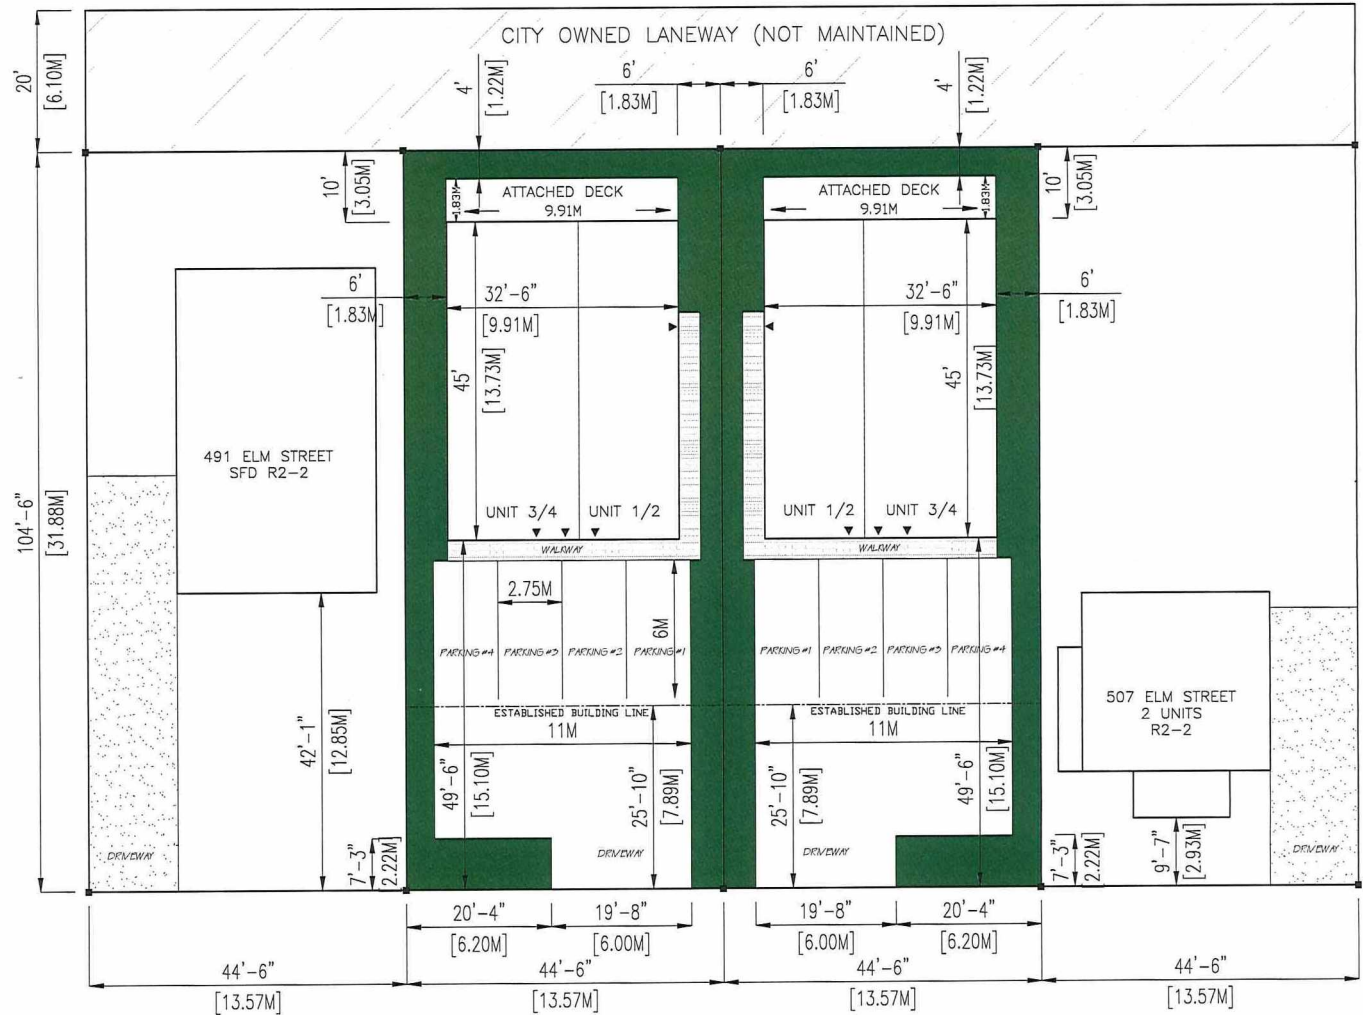 CITY OWNED LANEWAY (NOT MAINTAINED)
20'
[6.10M]
4'
[1.22M]
6'
[1.83M]
6'
[1.83M]
4'
[1.22M]
10'
[3.05M]
1.83M
ATTACHED DECK
9.91M
ATTACHED DECK
9.91M
1.83M
10'
[3.05M]
6'
[1.83M]
32'-6"
[9.91M]
32'-6"
[9.91M]
6'
[1.83M]
45'
[13.73M]
45'
[13.73M]
491 ELM STREET
SFD R2-2
104'-6"
[31.88M]
UNIT 3/4
UNIT 1/2
UNIT 1/2
UNIT 3/4
WALKWAY
WALKWAY
2.75M
6M
PARKING #4
PARKING #3
PARKING #2
PARKING #1
PARKING #1
PARKING #2
PARKING #3
PARKING #4
507 ELM STREET
2 UNITS
R2-2
ESTABLISHED BUILDING LINE
11M
ESTABLISHED BUILDING LINE
11M
42'-1"
[12.85M]
49'-6"
[15.10M]
25'-10"
[7.89M]
25'-10"
[7.89M]
49'-6"
[15.10M]
DRIVEWAY
7'-3"
[2.22M]
DRIVEWAY
DRIVEWAY
7'-3"
[2.22M]
9'-7"
[2.93M]
DRIVEWAY
20'-4"
[6.20M]
19'-8"
[6.00M]
19'-8"
[6.00M]
20'-4"
[6.20M]
44'-6"
[13.57M]
44'-6"
[13.57M]
44'-6"
[13.57M]
44'-6"
[13.57M]